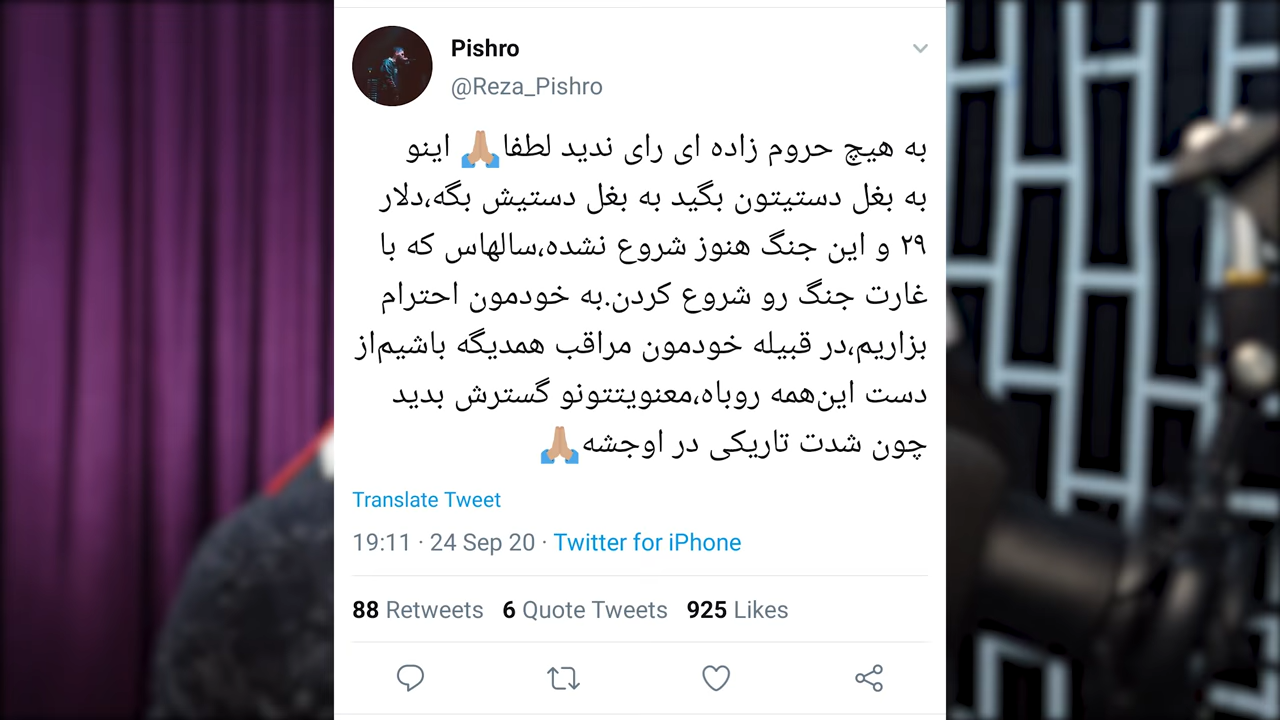 Pishro
@Reza_Pishro
به هیچ حروم زاده ای رای ندید لطفا🙏🏼 اینو
به بغل دستیتون بگید به بغل دستیش بگه،دلار
۲۹ و این جنگ هنوز شروع نشده،سالهاس که با
غارت جنگ رو شروع کردن.به خودمون احترام
بزاریم،در قبیله خودمون مراقب همدیگه باشیم‌از
دست این‌همه روباه،معنویتتونو گسترش بدید
چون شدت تاریکی در اوجشه🙏🏼
Translate Tweet
19:11 · 24 Sep 20 · Twitter for iPhone
88 Retweets 6 Quote Tweets 925 Likes